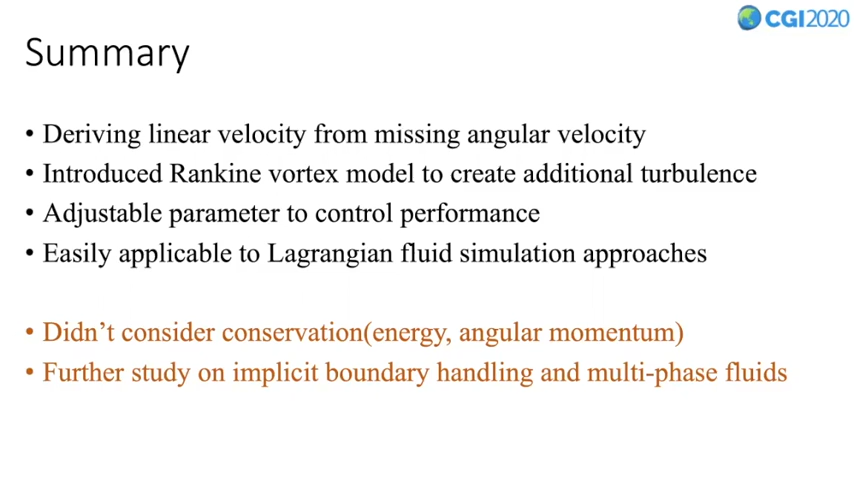 CGI2020
Summary
• Deriving linear velocity from missing angular velocity
• Introduced Rankine vortex model to create additional turbulence
• Adjustable parameter to control performance
• Easily applicable to Lagrangian fluid simulation approaches
• Didn’t consider conservation(energy, angular momentum)
• Further study on implicit boundary handling and multi-phase fluids